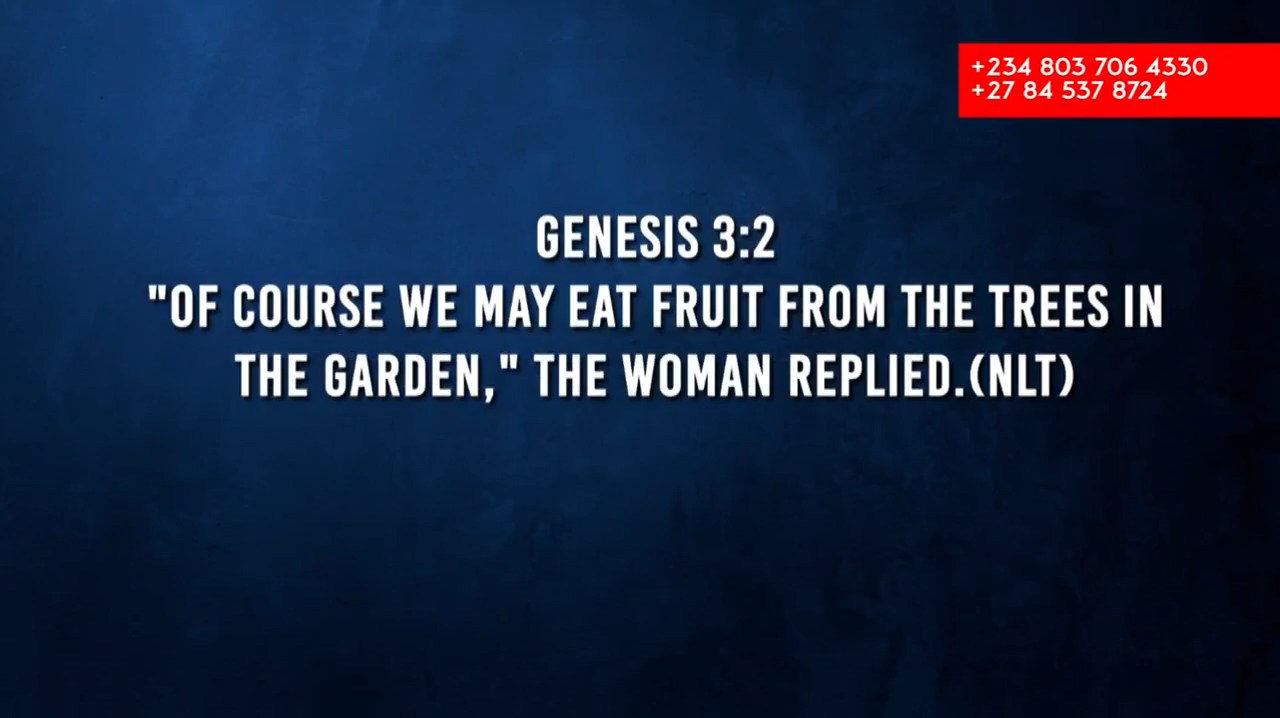 +234 803 706 4330
+27 84 537 8724
GENESIS 3:2
"OF COURSE WE MAY EAT FRUIT FROM THE TREES IN
THE GARDEN," THE WOMAN REPLIED.(NLT)